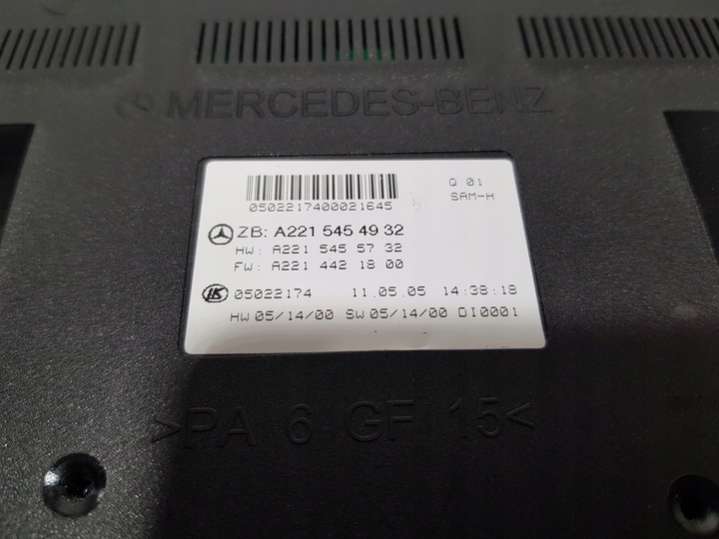 MERCEDES-BENZ
Q 01
SAM-H
0502217400021645
ZB: A221 545 49 32
HW: A221 545 57 32
FW: A221 442 18 00
05022174 11.05.05 14:38:18
HW 05/14/00 SW 05/14/00 DI0001
>PA 6 GF 15<